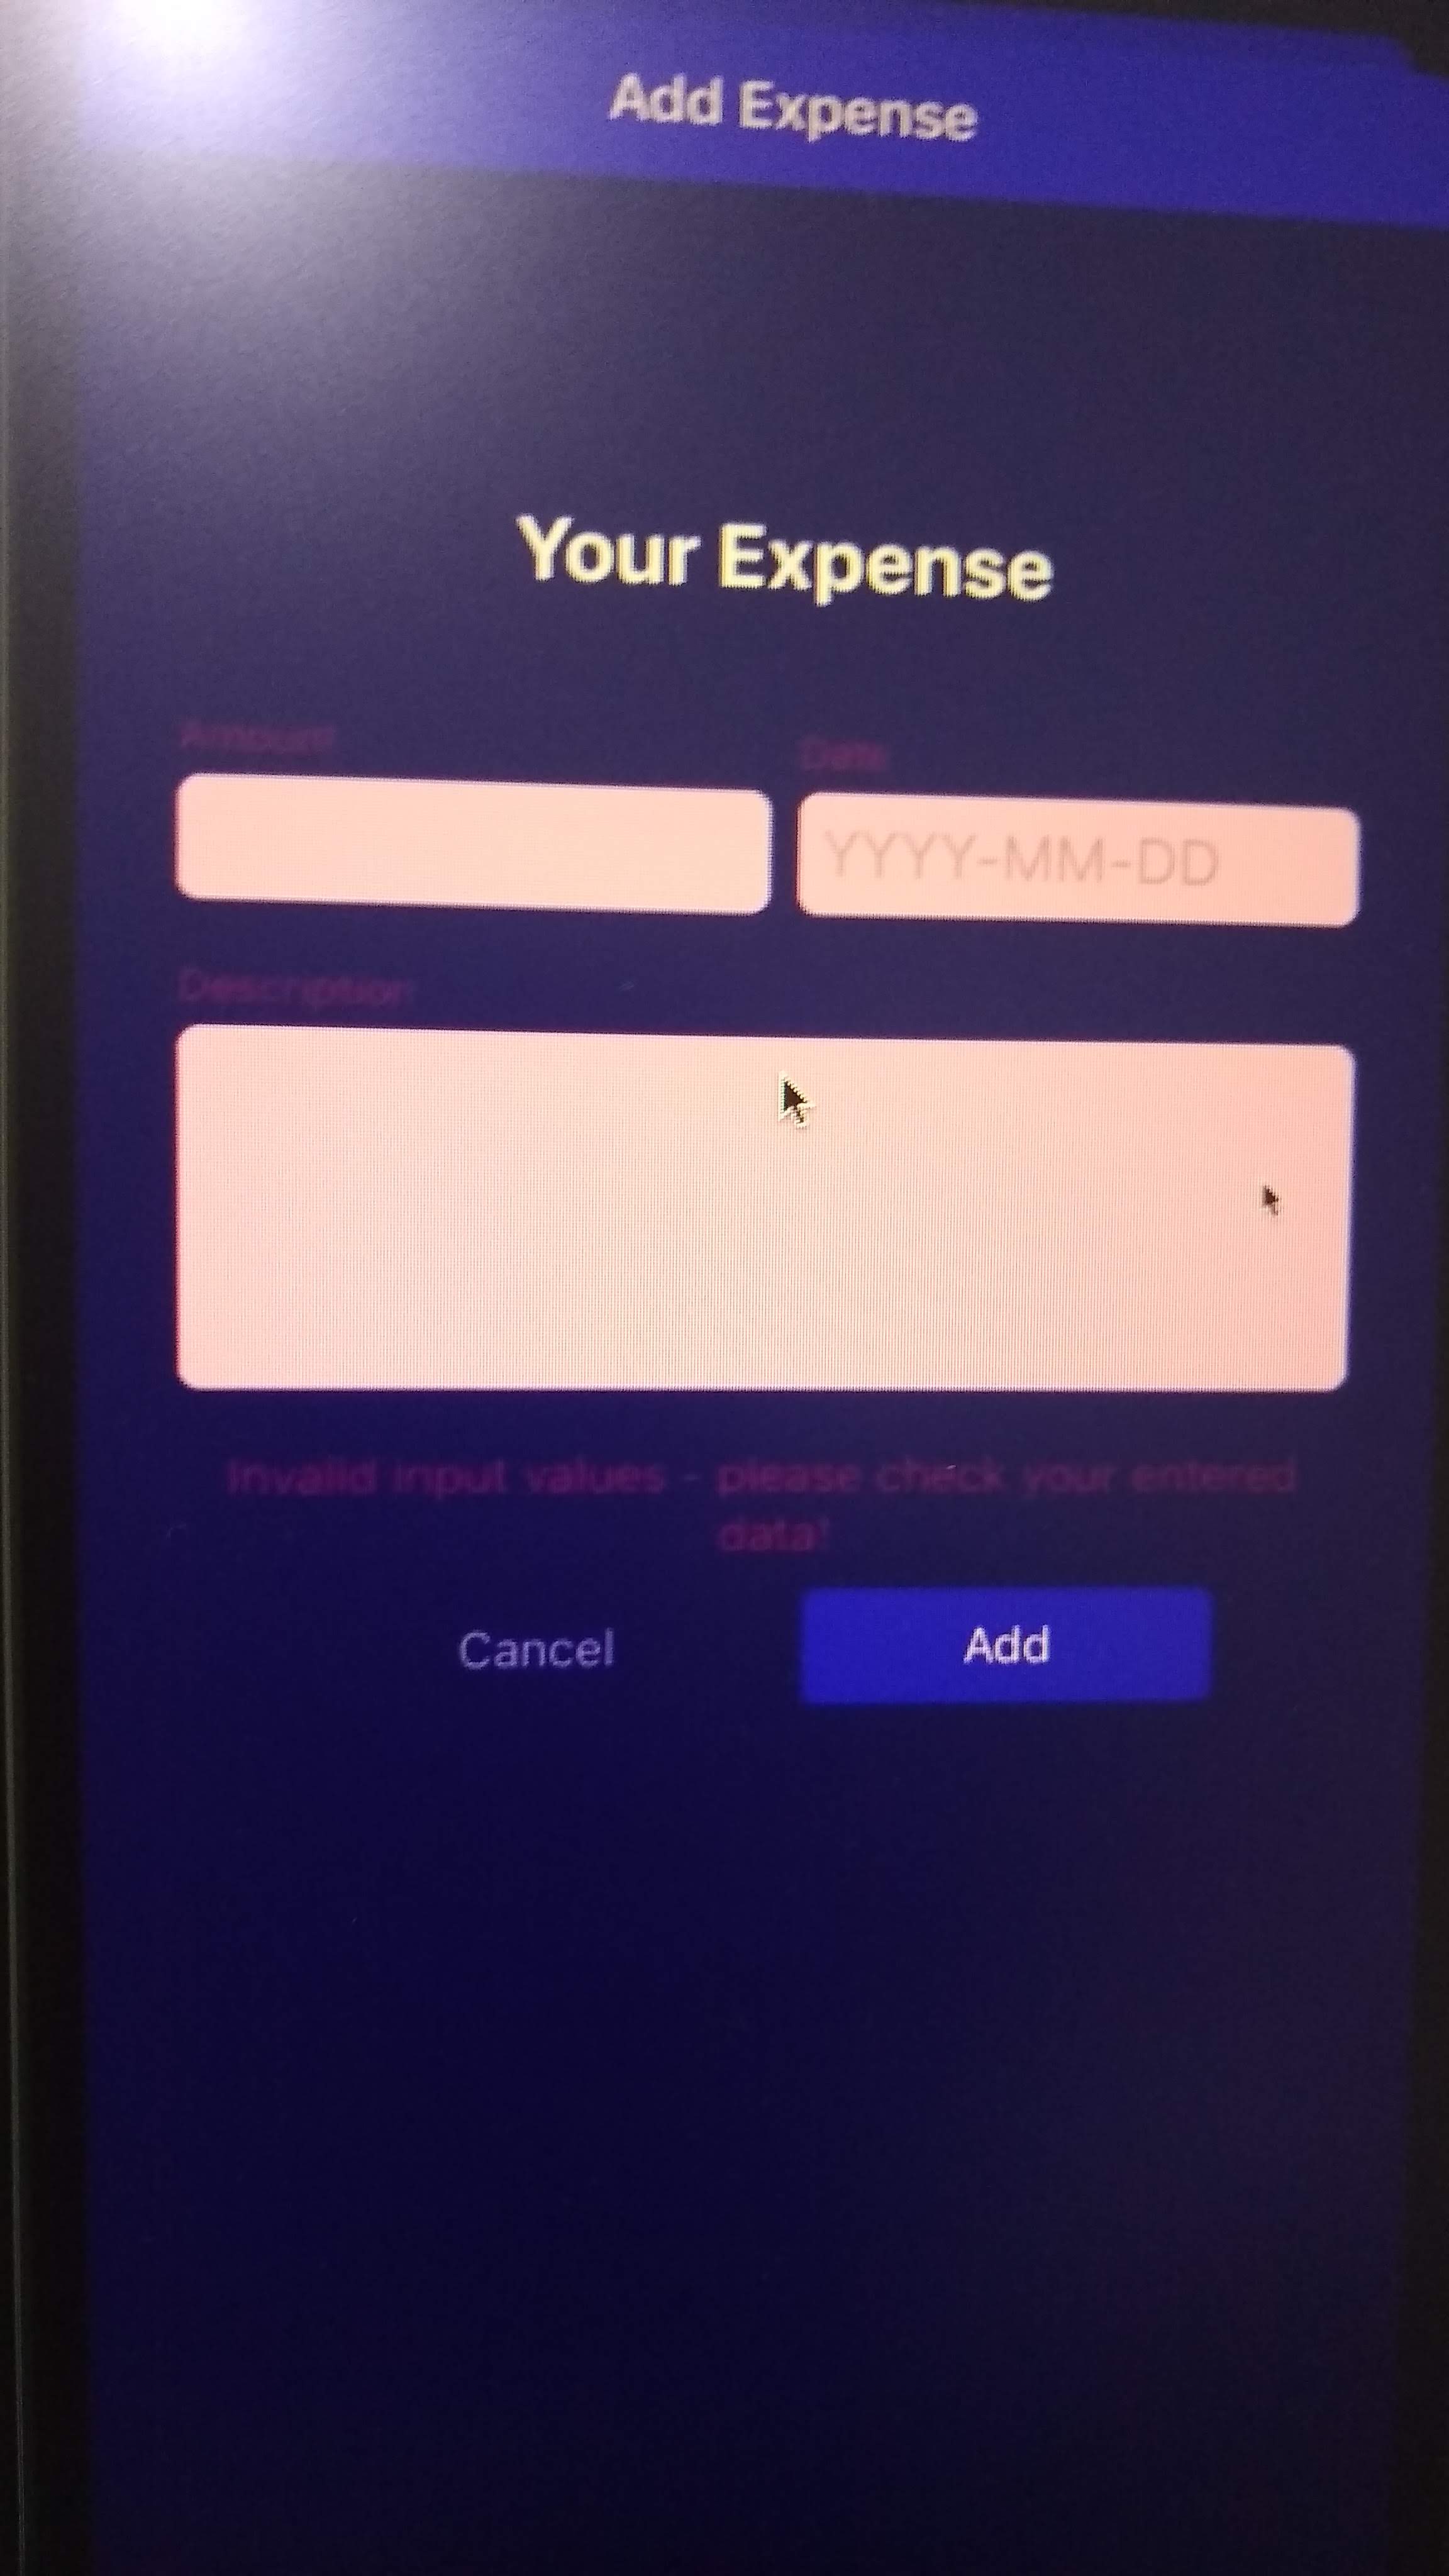 Add Expense
Your Expense
Amount
Date
YYYY-MM-DD
Description
Invalid input values - please check your entered
data!
Cancel
Add